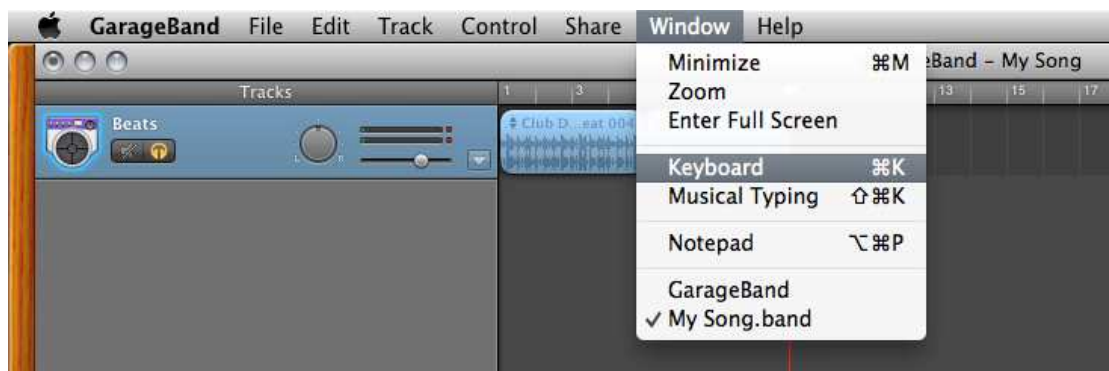 GarageBand File Edit Track Control Share Window Help
eBand – My Song
Tracks 1 3 13 15 17
Beats
Club D...eat 004
L R
Minimize ⌘M
Zoom
Enter Full Screen
Keyboard ⌘K
Musical Typing ⇧⌘K
Notepad ⌥⌘P
GarageBand
✓ My Song.band